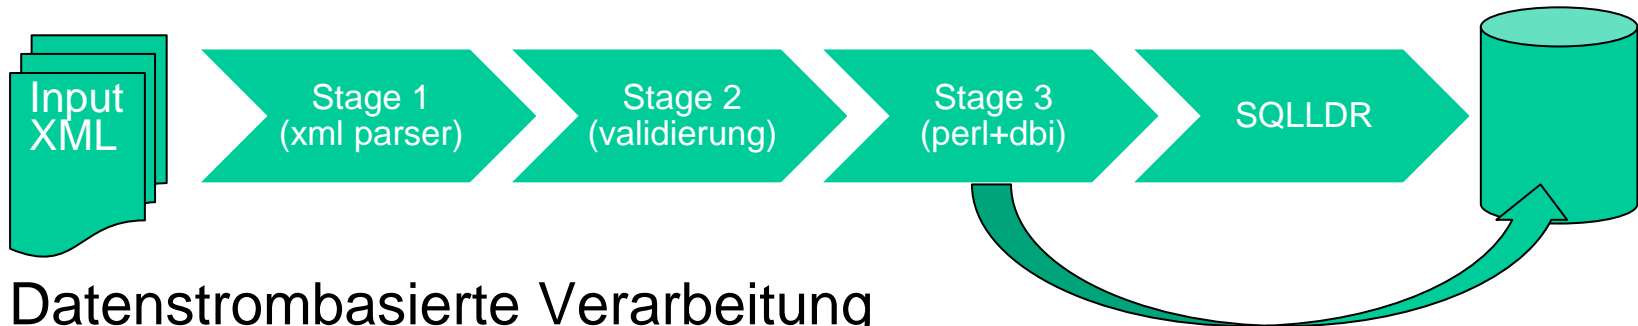 Input
XML
Stage 1
(xml parser)
Stage 2
(validierung)
Stage 3
(perl+dbi)
SQLLDR
Datenstrombasierte Verarbeitung